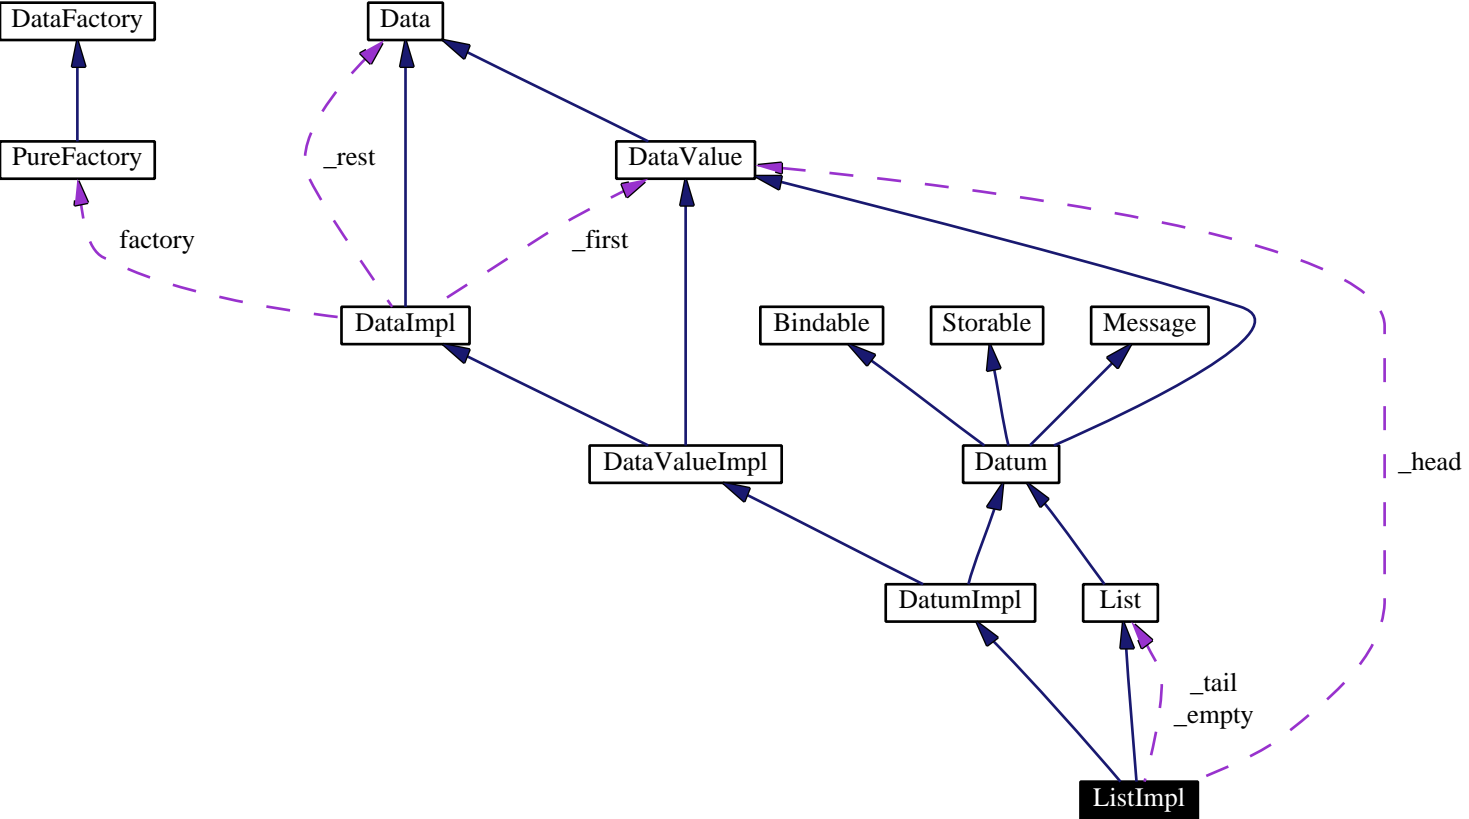 DataFactory
Data
PureFactory
_rest
DataValue
factory
_first
DataImpl
Bindable
Storable
Message
DataValueImpl
Datum
_head
DatumImpl
List
_tail
_empty
ListImpl